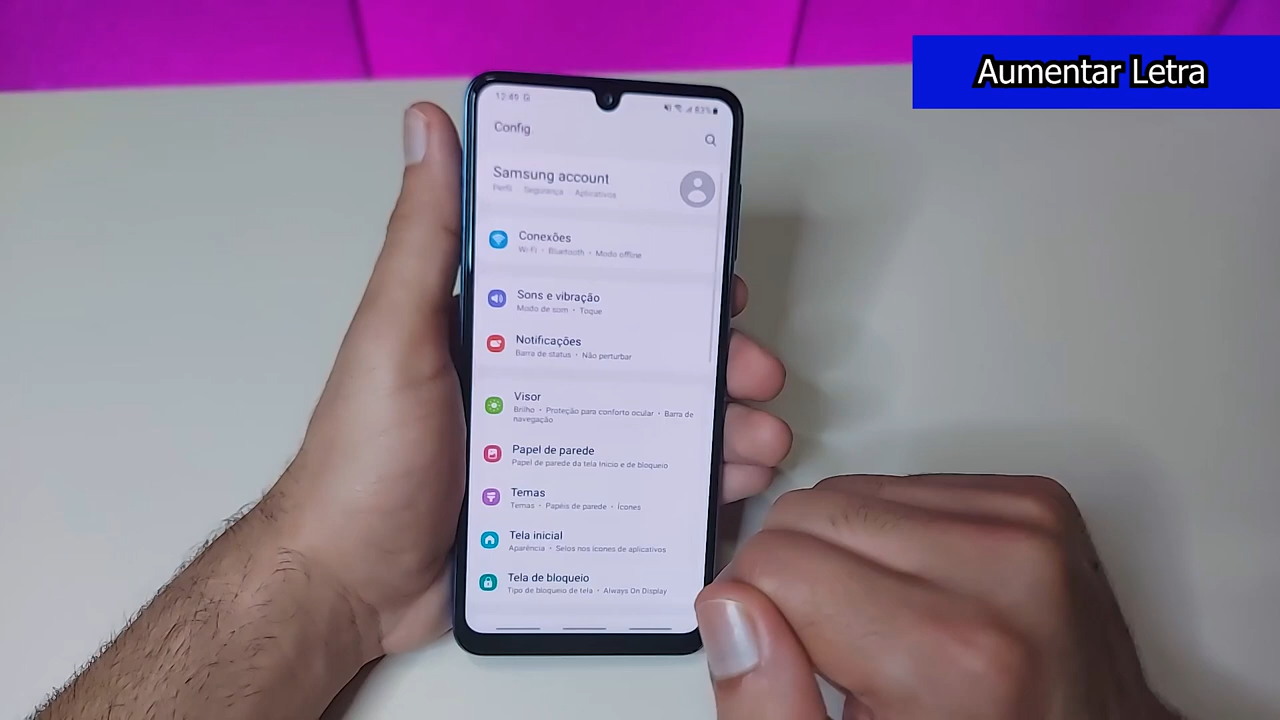 Aumentar Letra
12:45 G
83%
Config.
Samsung account
Perfil Segurança Aplicativos
Conexões
Wi-Fi • Bluetooth • Modo offline
Sons e vibração
Modo de som • Toque
Notificações
Barra de status • Não perturbar
Visor
Brilho • Proteção para conforto ocular • Barra de
navegação
Papel de parede
Papel de parede da tela Início e de bloqueio
Temas
Temas • Papéis de parede • Ícones
Tela inicial
Aparência • Selos nos ícones de aplicativos
Tela de bloqueio
Tipo de bloqueio de tela • Always On Display